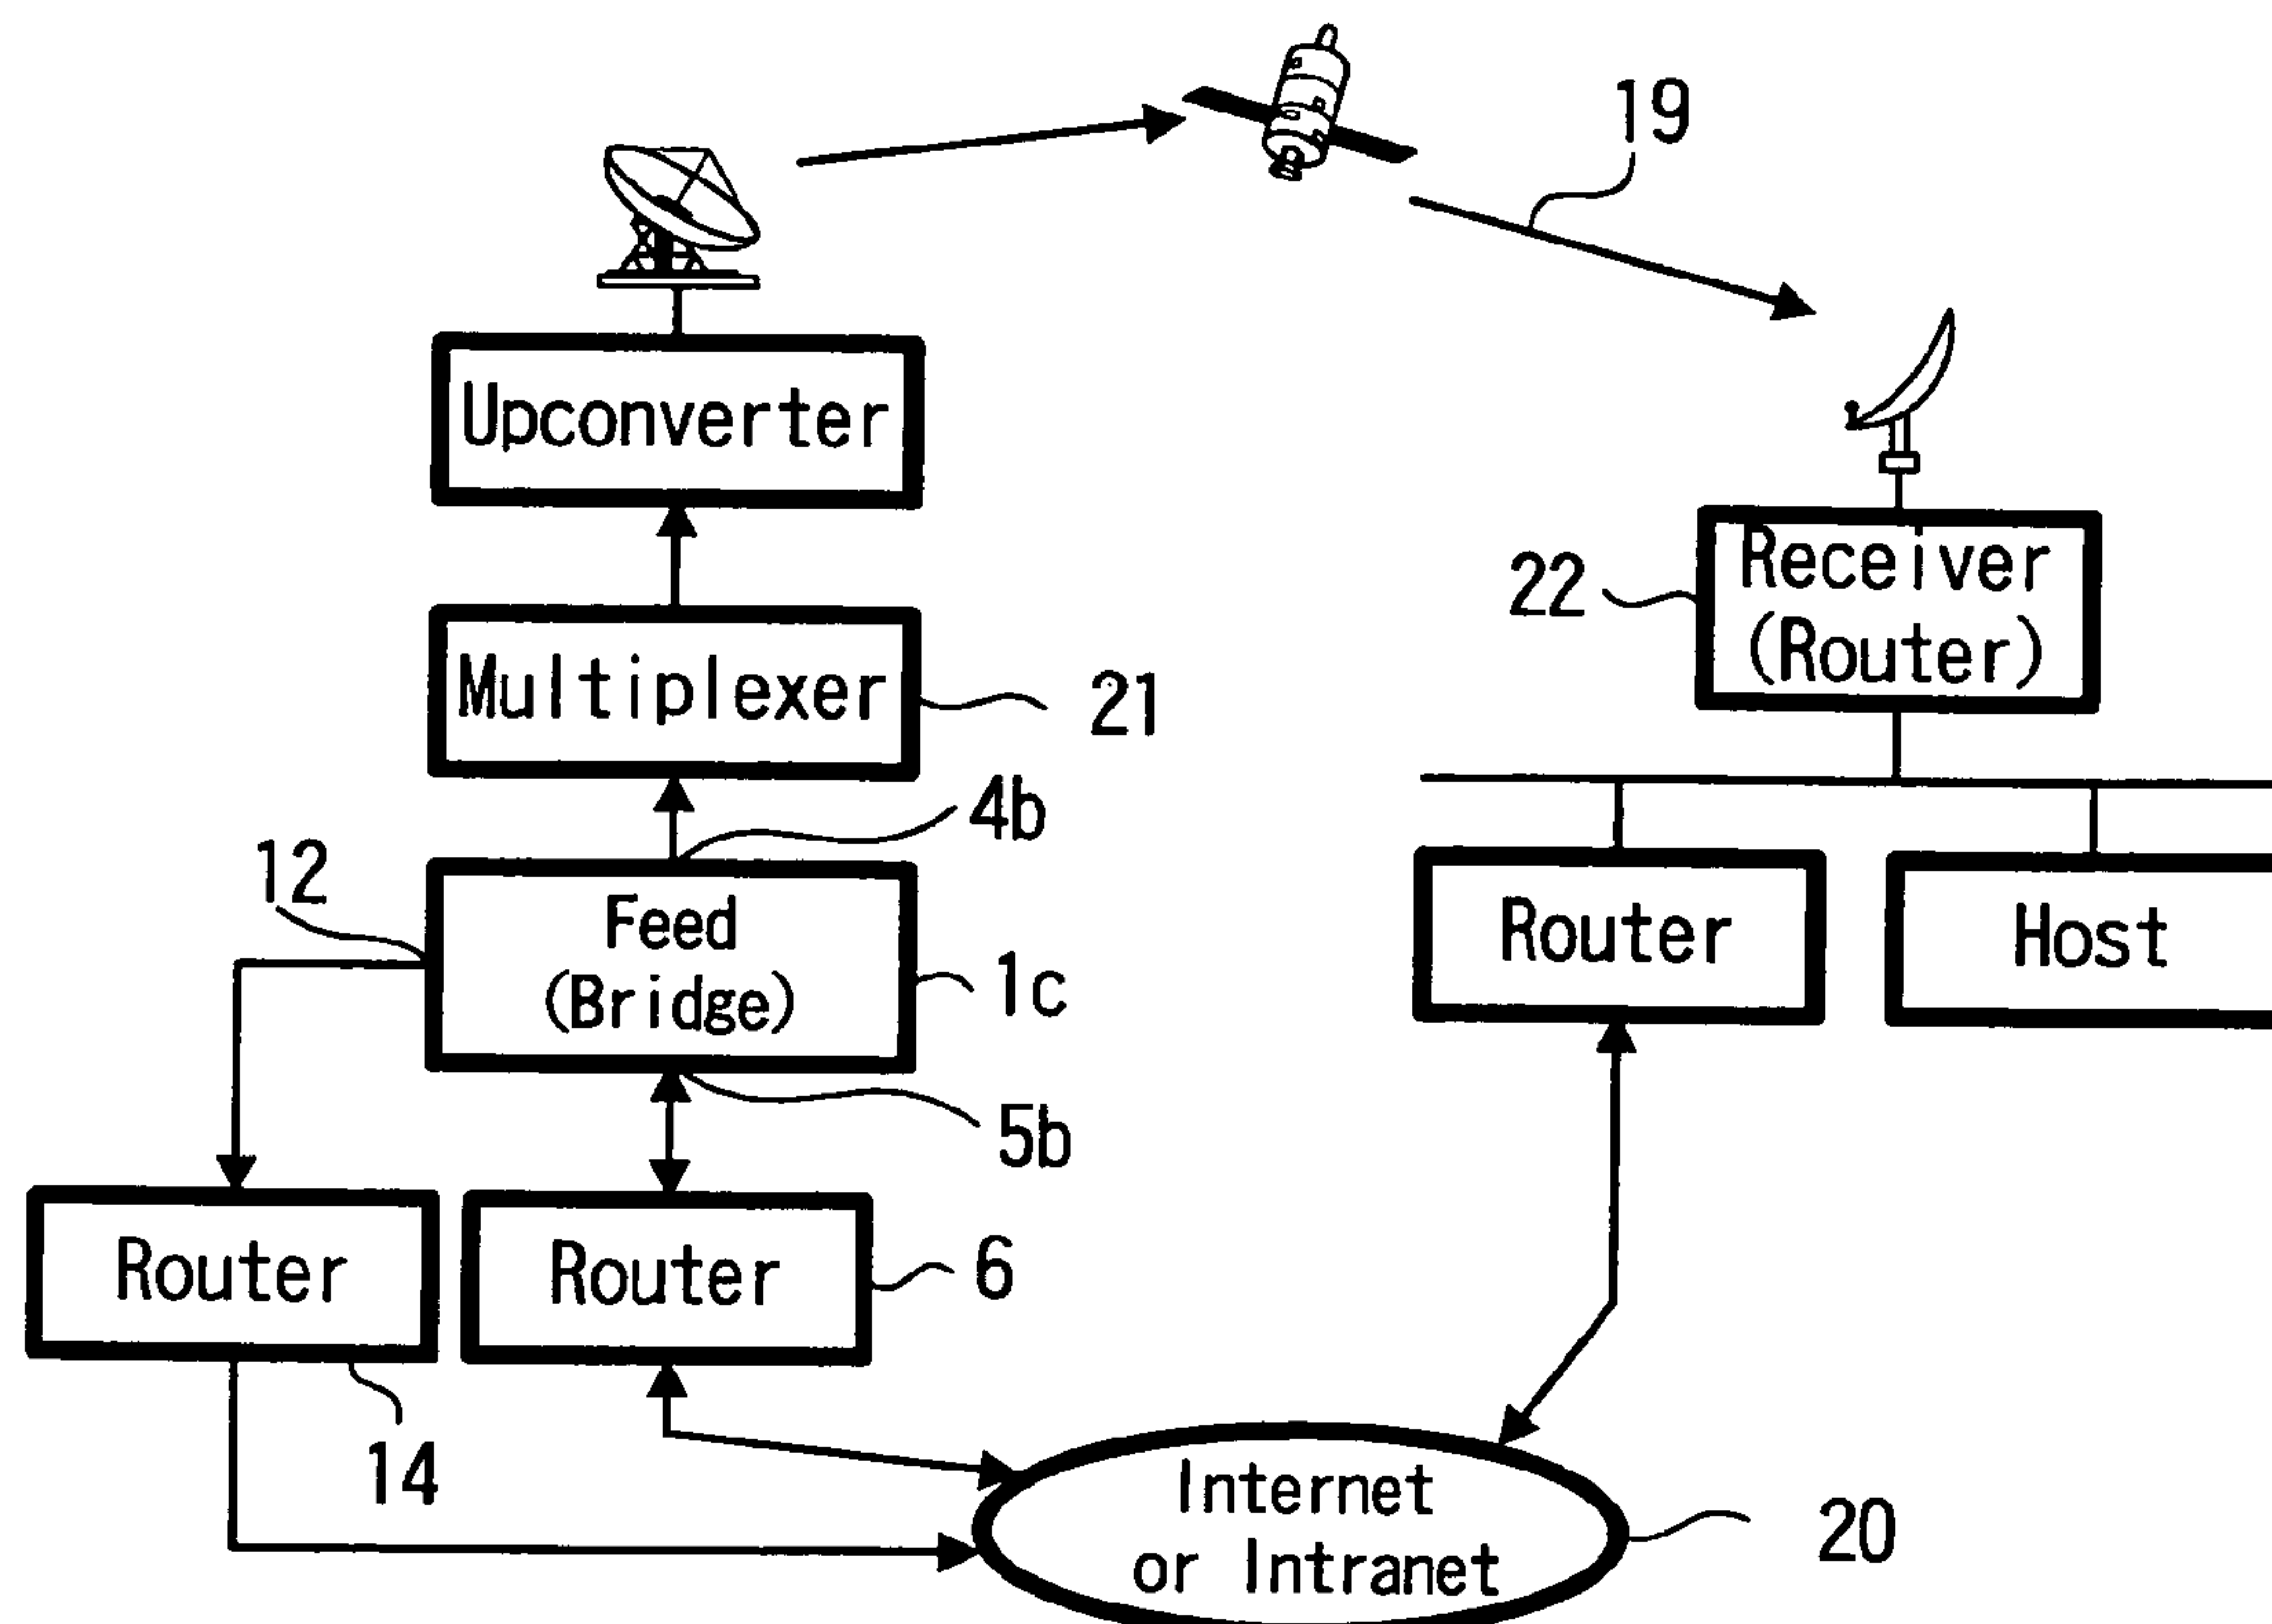 19
Upconverter
Receiver
(Router)
22
Multiplexer
21
4b
12
Feed
(Bridge)
1c
Router
Host
5b
Router
Router
6
14
Internet
or Intranet
20